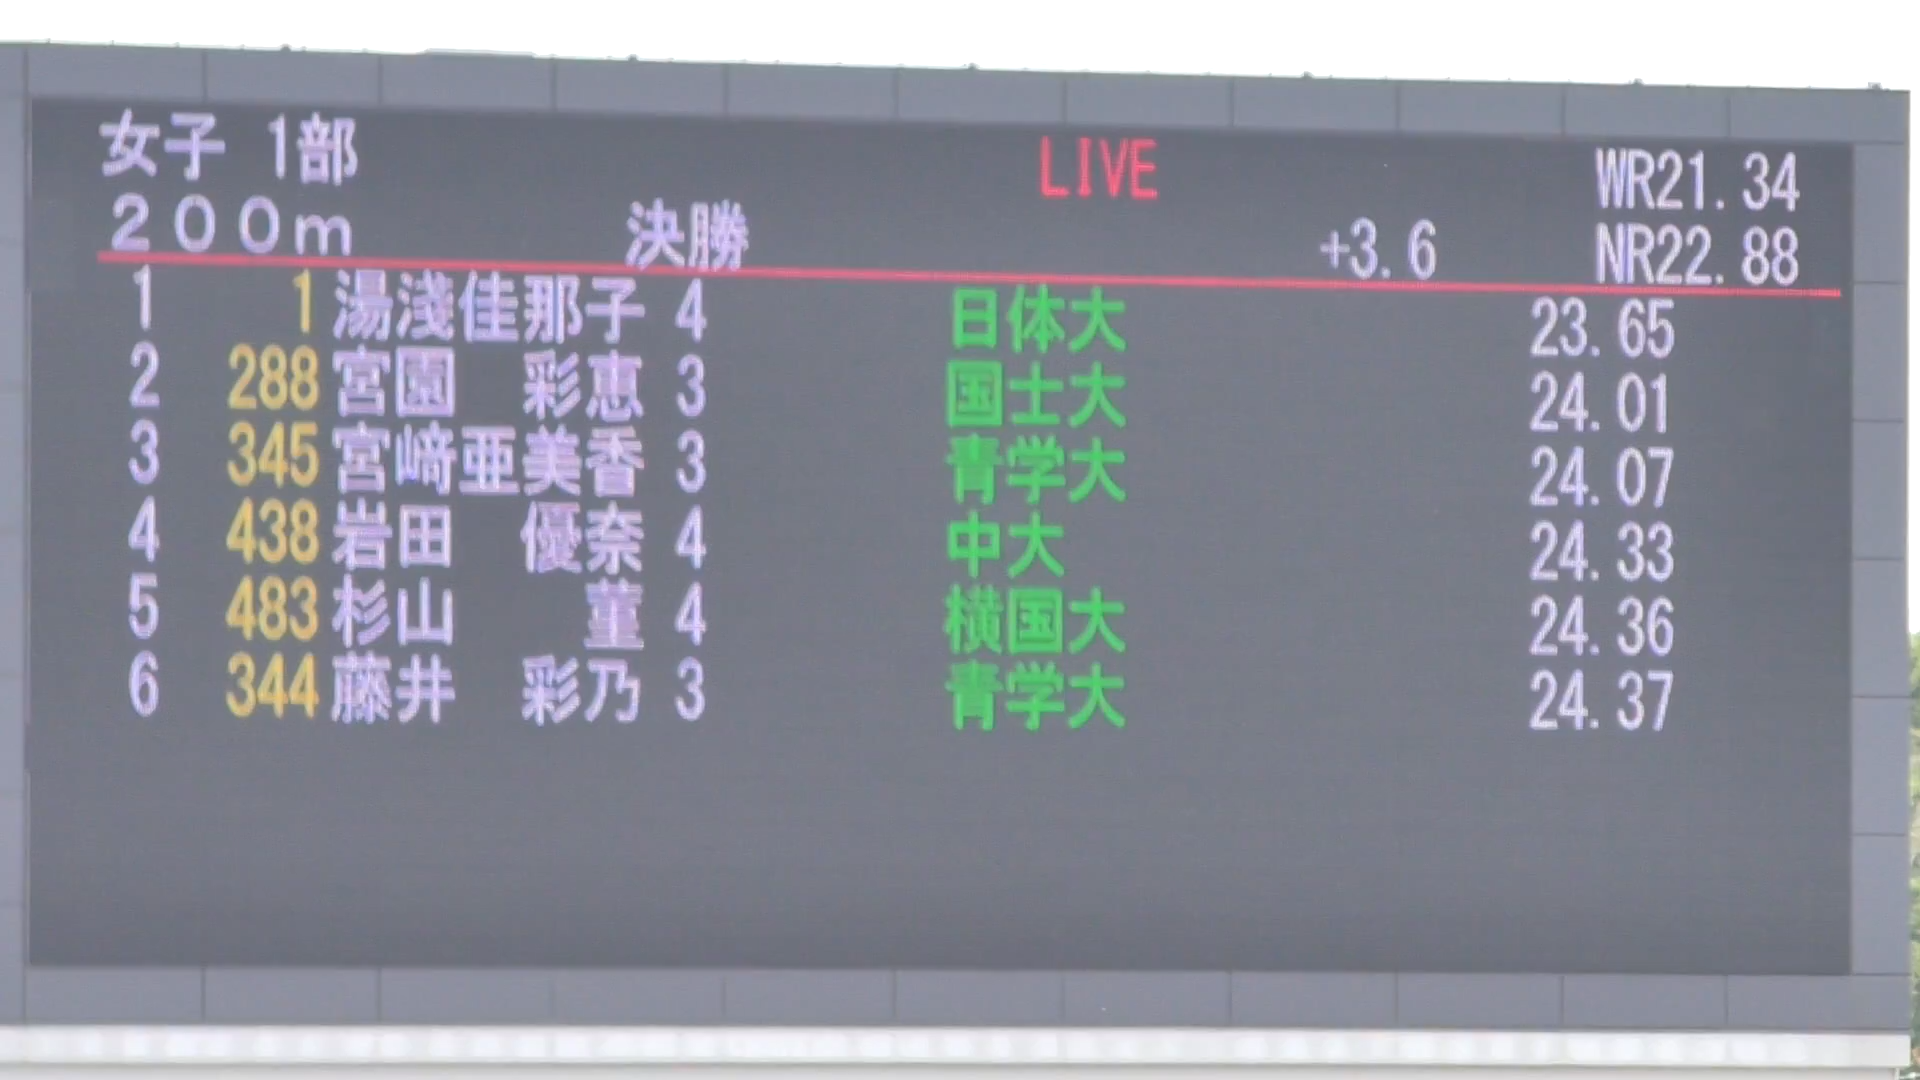 女子 1部 LIVE WR21.34
200m 決勝 +3.6 NR22.88
1 1 湯淺佳那子 4 日体大 23.65
2 288 宮園 彩恵 3 国士大 24.01
3 345 宮﨑亜美香 3 青学大 24.07
4 438 岩田 優奈 4 中大 24.33
5 483 杉山 菫 4 横国大 24.36
6 344 藤井 彩乃 3 青学大 24.37